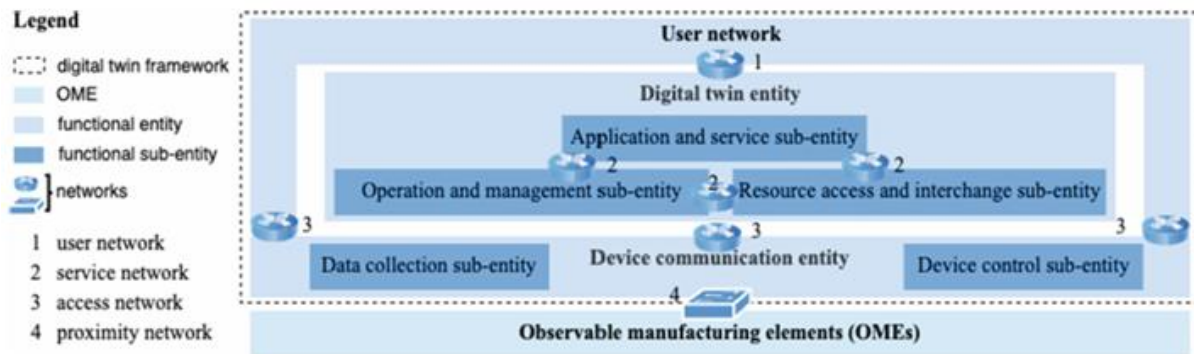 Legend
digital twin framework
OME
functional entity
functional sub-entity
networks
1 user network
2 service network
3 access network
4 proximity network
User network
1
Digital twin entity
Application and service sub-entity
2
2
Operation and management sub-entity
2
Resource access and interchange sub-entity
3
3
3
Data collection sub-entity
Device communication entity
Device control sub-entity
4
Observable manufacturing elements (OMEs)